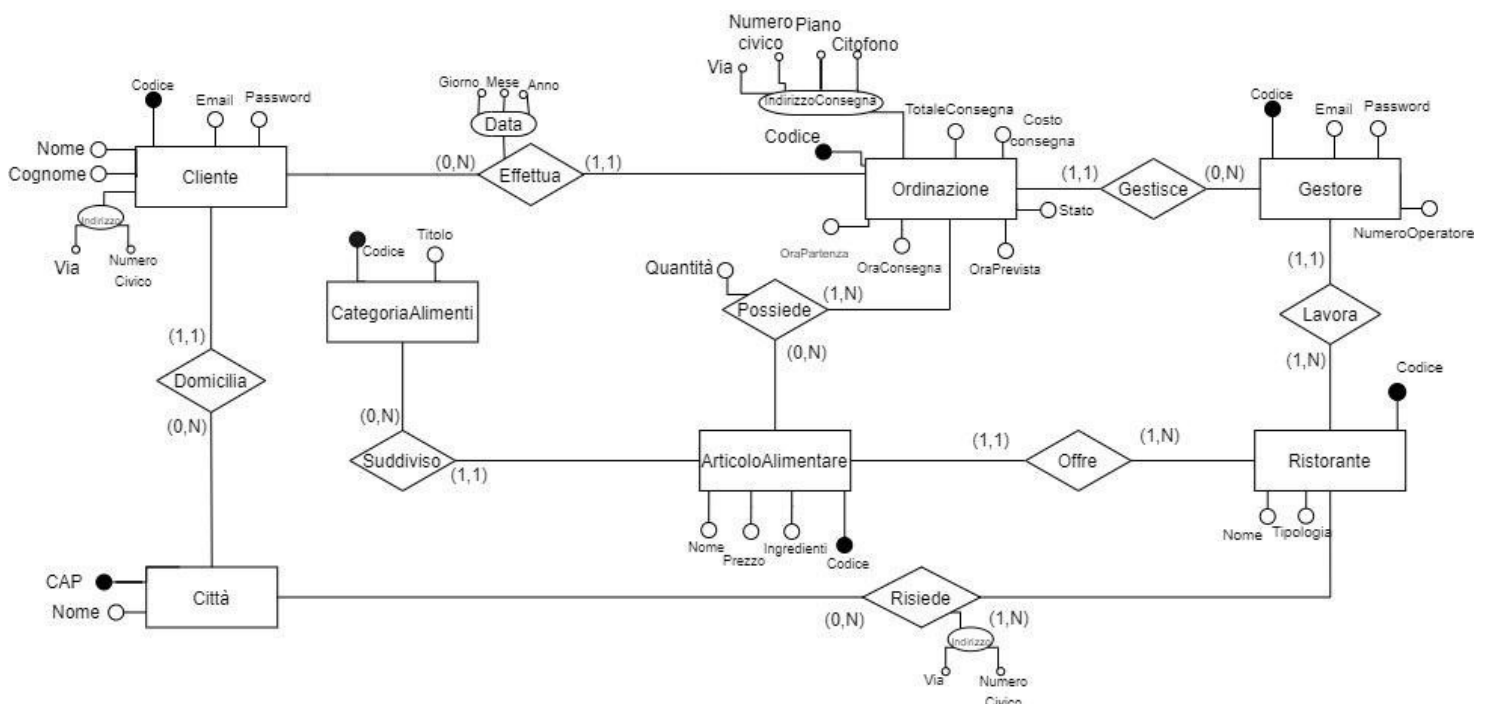 Numero
civico
Piano
Citofono
Via
IndirizzoConsegna
Codice
Email
Password
Giorno
Mese
Anno
Data
TotaleConsegna
Costo
consegna
Codice
Codice
Email
Password
Nome
Cognome
Cliente
(0,N)
Effettua
(1,1)
Ordinazione
(1,1)
Gestisce
(0,N)
Gestore
Indirizzo
Via
Numero
Civico
Stato
NumeroOperatore
Codice
Titolo
OraPartenza
OraConsegna
OraPrevista
Quantità
(1,1)
CategoriaAlimenti
Possiede
(1,N)
Lavora
(1,1)
(0,N)
(1,N)
Domicilia
Codice
(0,N)
(0,N)
Suddiviso
(1,1)
ArticoloAlimentare
(1,1)
Offre
(1,N)
Ristorante
Nome
Prezzo
Ingredienti
Codice
Nome
Tipologia
CAP
Nome
Città
(0,N)
Risiede
(1,N)
Indirizzo
Via
Numero
Civico